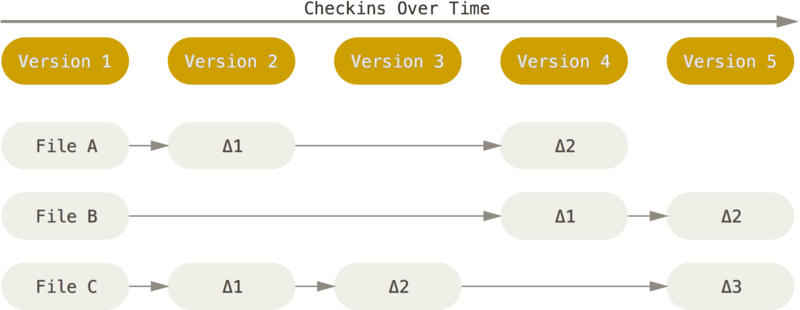 Checkins Over Time
Version 1 Version 2 Version 3 Version 4 Version 5
File A Δ1 Δ2
File B Δ1 Δ2
File C Δ1 Δ2 Δ3